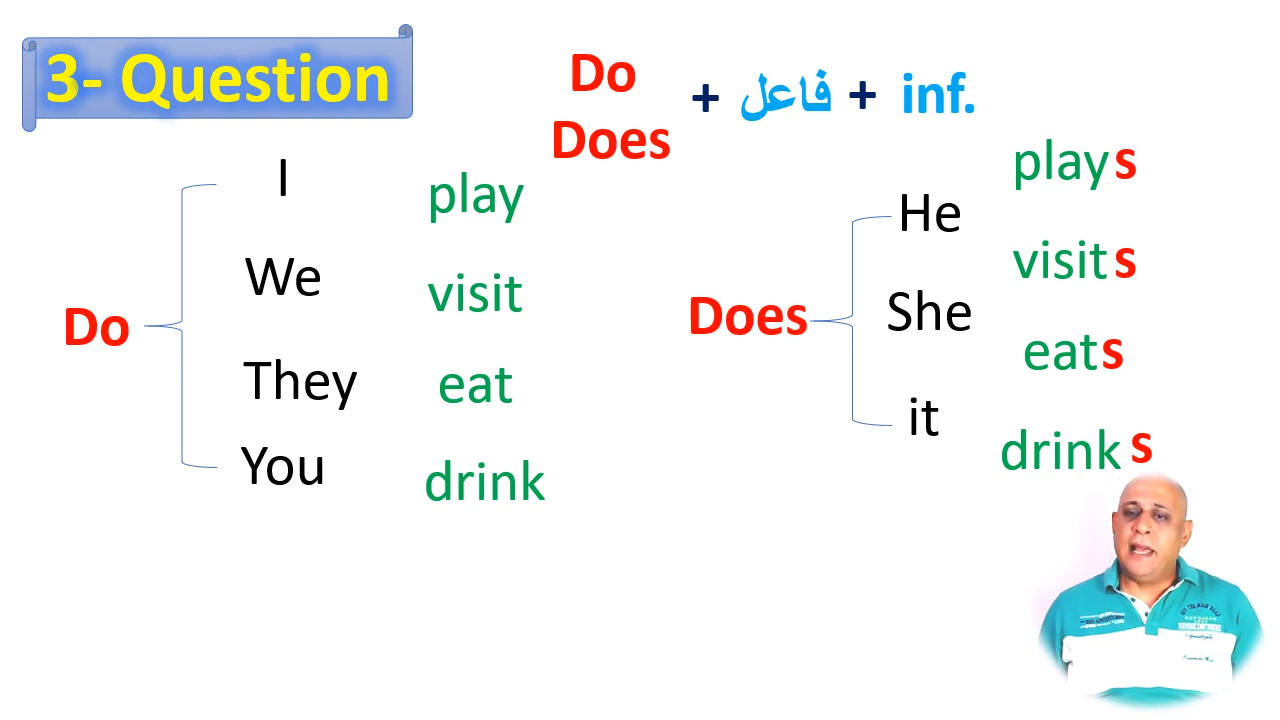 3- Question
Do
Does
+ فاعل + inf.
Do
I play
We visit
They eat
You drink
Does
He plays
She visits
it eats
drinks